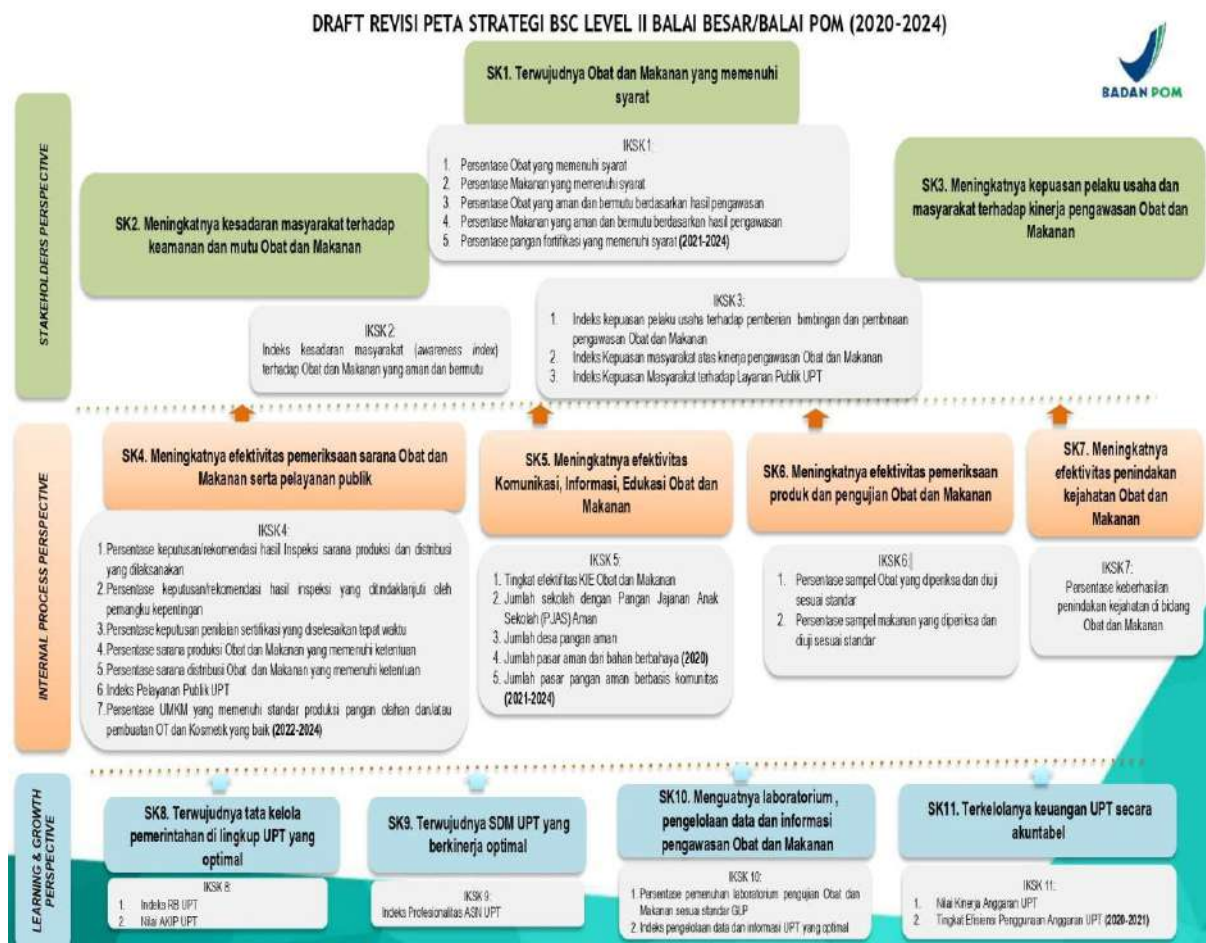 DRAFT REVISI PETA STRATEGI BSC LEVEL II BALAI BESAR/BALAI POM (2020-2024)
BADAN POM
STAKEHOLDERS PERSPECTIVE
SK1. Terwujudnya Obat dan Makanan yang memenuhi
syarat
IKSK 1:
1. Persentase Obat yang memenuhi syarat
2. Persentase Makanan yang memenuhi syarat
3. Persentase Obat yang aman dan bermutu berdasarkan hasil pengawasan
4. Persentase Makanan yang aman dan bermutu berdasarkan hasil pengawasan
5. Persentase pangan fortifikasi yang memenuhi syarat (2021-2024)
SK2. Meningkatnya kesadaran masyarakat terhadap
keamanan dan mutu Obat dan Makanan
SK3. Meningkatnya kepuasan pelaku usaha dan
masyarakat terhadap kinerja pengawasan Obat dan
Makanan
IKSK 2:
Indeks kesadaran masyarakat (awareness index)
terhadap Obat dan Makanan yang aman dan bermutu
IKSK 3:
1. Indeks kepuasan pelaku usaha terhadap pemberian bimbingan dan pembinaan
pengawasan Obat dan Makanan
2. Indeks Kepuasan masyarakat atas kinerja pengawasan Obat dan Makanan
3. Indeks Kepuasan Masyarakat terhadap Layanan Publik UPT
INTERNAL PROCESS PERSPECTIVE
SK4. Meningkatnya efektivitas pemeriksaan sarana Obat dan
Makanan serta pelayanan publik
IKSK 4:
1. Persentase keputusan/rekomendasi hasil Inspeksi sarana produksi dan distribusi
yang dilaksanakan
2. Persentase keputusan/rekomendasi hasil inspeksi yang ditindaklanjuti oleh
pemangku kepentingan
3. Persentase keputusan penilaian sertifikasi yang diselesaikan tepat waktu
4. Persentase sarana produksi Obat dan Makanan yang memenuhi ketentuan
5. Persentase sarana distribusi Obat dan Makanan yang memenuhi ketentuan
6 Indeks Pelayanan Publik UPT
7. Persentase UMKM yang memenuhi standar produksi pangan olahan dan/atau
pembuatan OT dan Kosmetik yang baik (2022-2024)
SK5. Meningkatnya efektivitas
Komunikasi, Informasi, Edukasi Obat dan
Makanan
IKSK 5:
1. Tingkat efektifitas KIE Obat dan Makanan
2. Jumlah sekolah dengan Pangan Jajanan Anak
Sekolah (PJAS) Aman
3. Jumlah desa pangan aman
4. Jumlah pasar aman dari bahan berbahaya (2020)
5. Jumlah pasar pangan aman berbasis komunitas
(2021-2024)
SK6. Meningkatnya efektivitas pemeriksaan
produk dan pengujian Obat dan Makanan
IKSK 6:
1. Persentase sampel Obat yang diperiksa dan diuji
sesuai standar
2. Persentase sampel makanan yang diperiksa dan
diuji sesuai standar
SK7. Meningkatnya
efektivitas penindakan
kejahatan Obat dan
Makanan
IKSK 7:
Persentase keberhasilan
penindakan kejahatan di bidang
Obat dan Makanan
LEARNING & GROWTH
PERSPECTIVE
SK8. Terwujudnya tata kelola
pemerintahan di lingkup UPT yang
optimal
IKSK 8:
1. Indeks RB UPT
2. Nilai AKIP UPT
SK9. Terwujudnya SDM UPT yang
berkinerja optimal
IKSK 9:
Indeks Profesionalitas ASN UPT
SK10. Menguatnya laboratorium ,
pengelolaan data dan informasi
pengawasan Obat dan Makanan
IKSK 10:
1. Persentase pemenuhan laboratorium pengujian Obat dan
Makanan sesuai standar GLP
2. Indeks pengelolaan data dan informasi UPT yang optimal
SK11. Terkelolanya keuangan UPT secara
akuntabel
IKSK 11:
1. Nilai Kinerja Anggaran UPT
2. Tingkat Efisiensi Penggunaan Anggaran UPT (2020-2021)